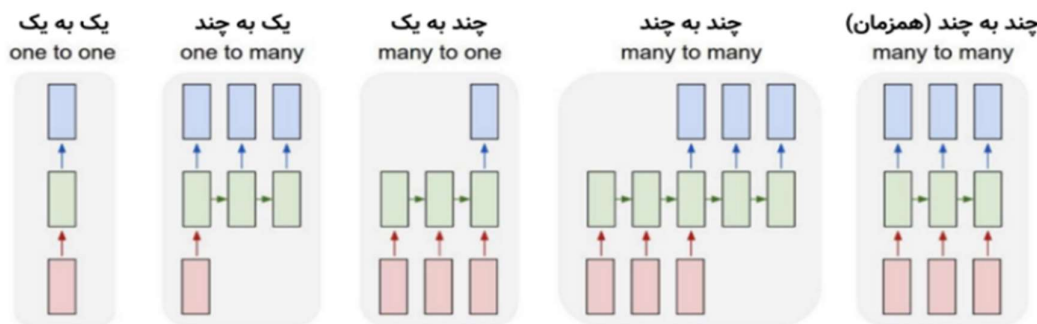 یک به یک
one to one
یک به چند
one to many
چند به یک
many to one
چند به چند
many to many
چند به چند (همزمان)
many to many